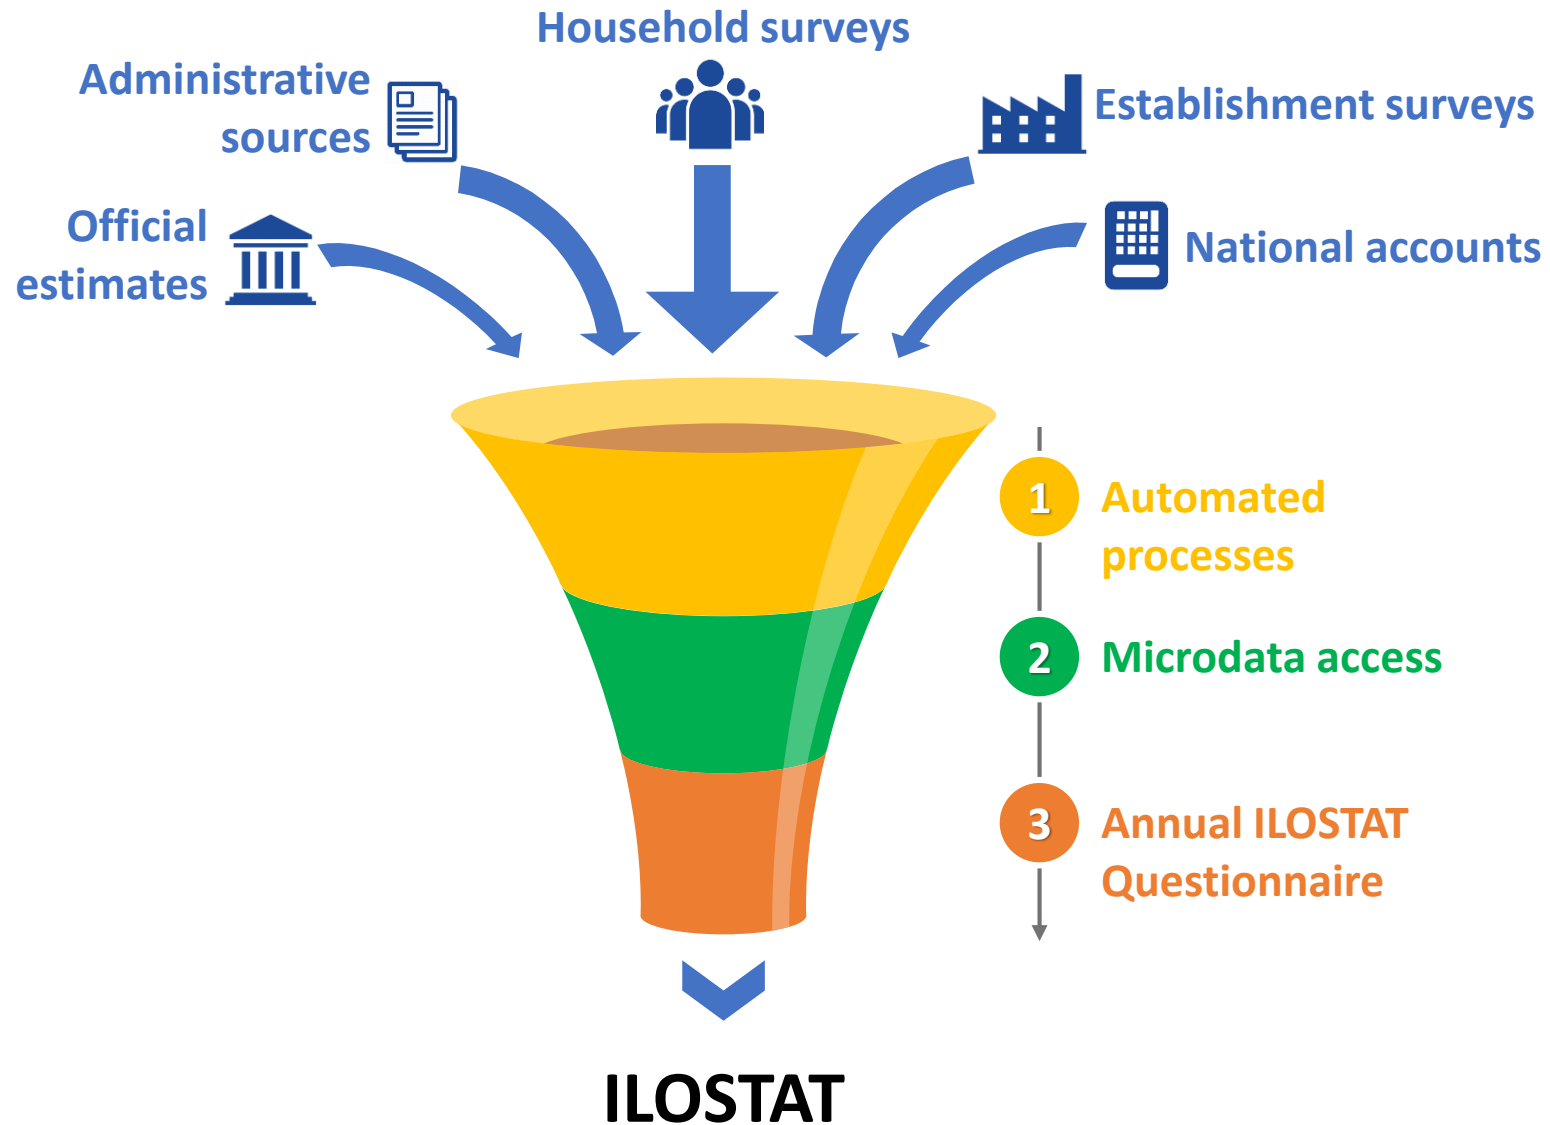 Household surveys
Administrative
sources
Establishment surveys
Official
estimates
National accounts
1
Automated
processes
2
Microdata access
3
Annual ILOSTAT
Questionnaire
ILOSTAT